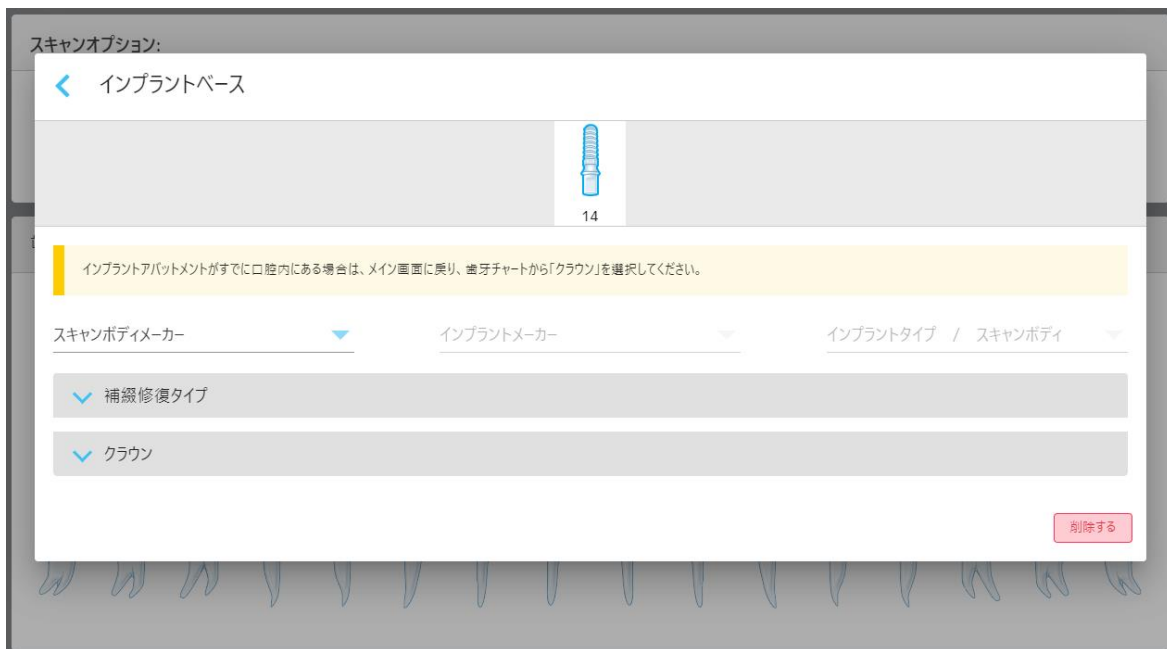 スキャンオプション:
インプラントベース
14
インプラントアバットメントがすでに口腔内にある場合は、メイン画面に戻り、歯牙チャートから「クラウン」を選択してください。
スキャンボディメーカー
インプラントメーカー
インプラントタイプ / スキャンボディ
補綴修復タイプ
クラウン
削除する